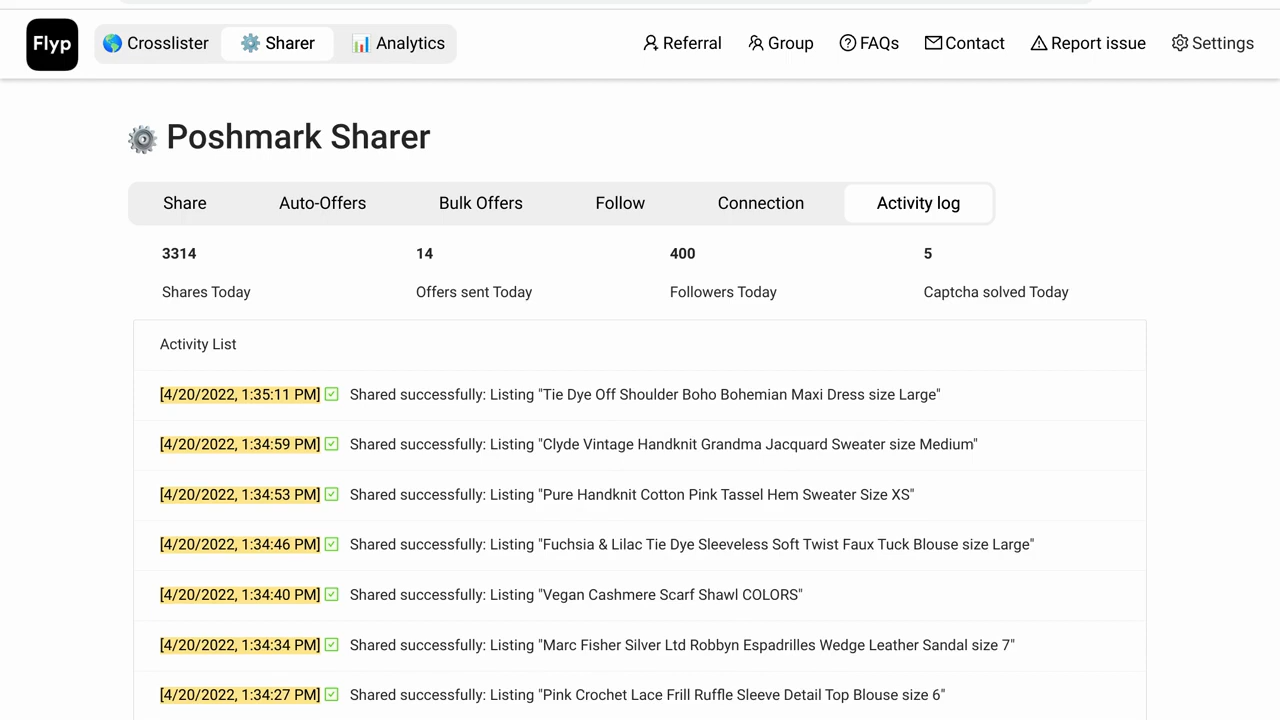 Flyp
Crosslister Sharer Analytics Referral Group FAQs Contact Report issue Settings
Poshmark Sharer
Share Auto-Offers Bulk Offers Follow Connection Activity log
3314 14 400 5
Shares Today Offers sent Today Followers Today Captcha solved Today
Activity List
[4/20/2022, 1:35:11 PM] Shared successfully: Listing "Tie Dye Off Shoulder Boho Bohemian Maxi Dress size Large"
[4/20/2022, 1:34:59 PM] Shared successfully: Listing "Clyde Vintage Handknit Grandma Jacquard Sweater size Medium"
[4/20/2022, 1:34:53 PM] Shared successfully: Listing "Pure Handknit Cotton Pink Tassel Hem Sweater Size XS"
[4/20/2022, 1:34:46 PM] Shared successfully: Listing "Fuchsia & Lilac Tie Dye Sleeveless Soft Twist Faux Tuck Blouse size Large"
[4/20/2022, 1:34:40 PM] Shared successfully: Listing "Vegan Cashmere Scarf Shawl COLORS"
[4/20/2022, 1:34:34 PM] Shared successfully: Listing "Marc Fisher Silver Ltd Robbyn Espadrilles Wedge Leather Sandal size 7"
[4/20/2022, 1:34:27 PM] Shared successfully: Listing "Pink Crochet Lace Frill Ruffle Sleeve Detail Top Blouse size 6"